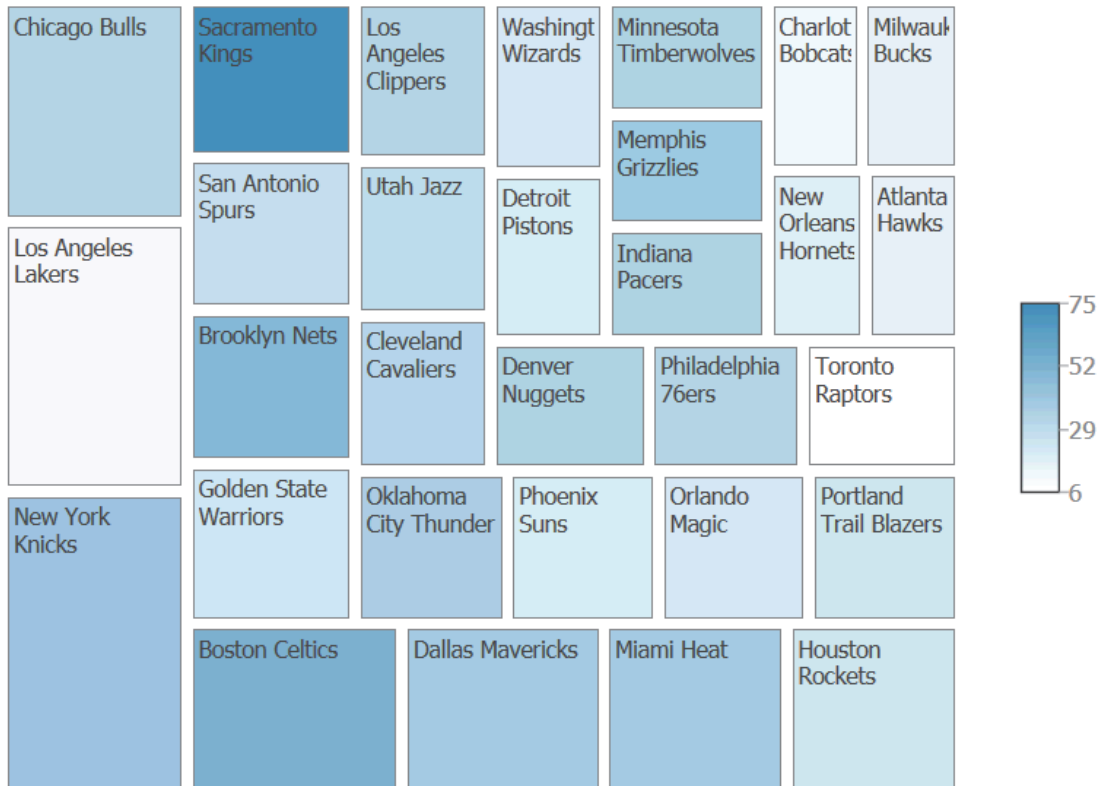 Chicago Bulls
Los Angeles
Lakers
New York
Knicks
Sacramento
Kings
San Antonio
Spurs
Brooklyn Nets
Golden State
Warriors
Boston Celtics
Los
Angeles
Clippers
Utah Jazz
Cleveland
Cavaliers
Oklahoma
City Thunder
Dallas Mavericks
Washingt
Wizards
Detroit
Pistons
Denver
Nuggets
Phoenix
Suns
Minnesota
Timberwolves
Memphis
Grizzlies
Indiana
Pacers
Philadelphia
76ers
Orlando
Magic
Miami Heat
Charlot
Bobcats
New
Orleans
Hornets
Milwauk
Bucks
Atlanta
Hawks
Toronto
Raptors
Portland
Trail Blazers
Houston
Rockets
75
52
29
6